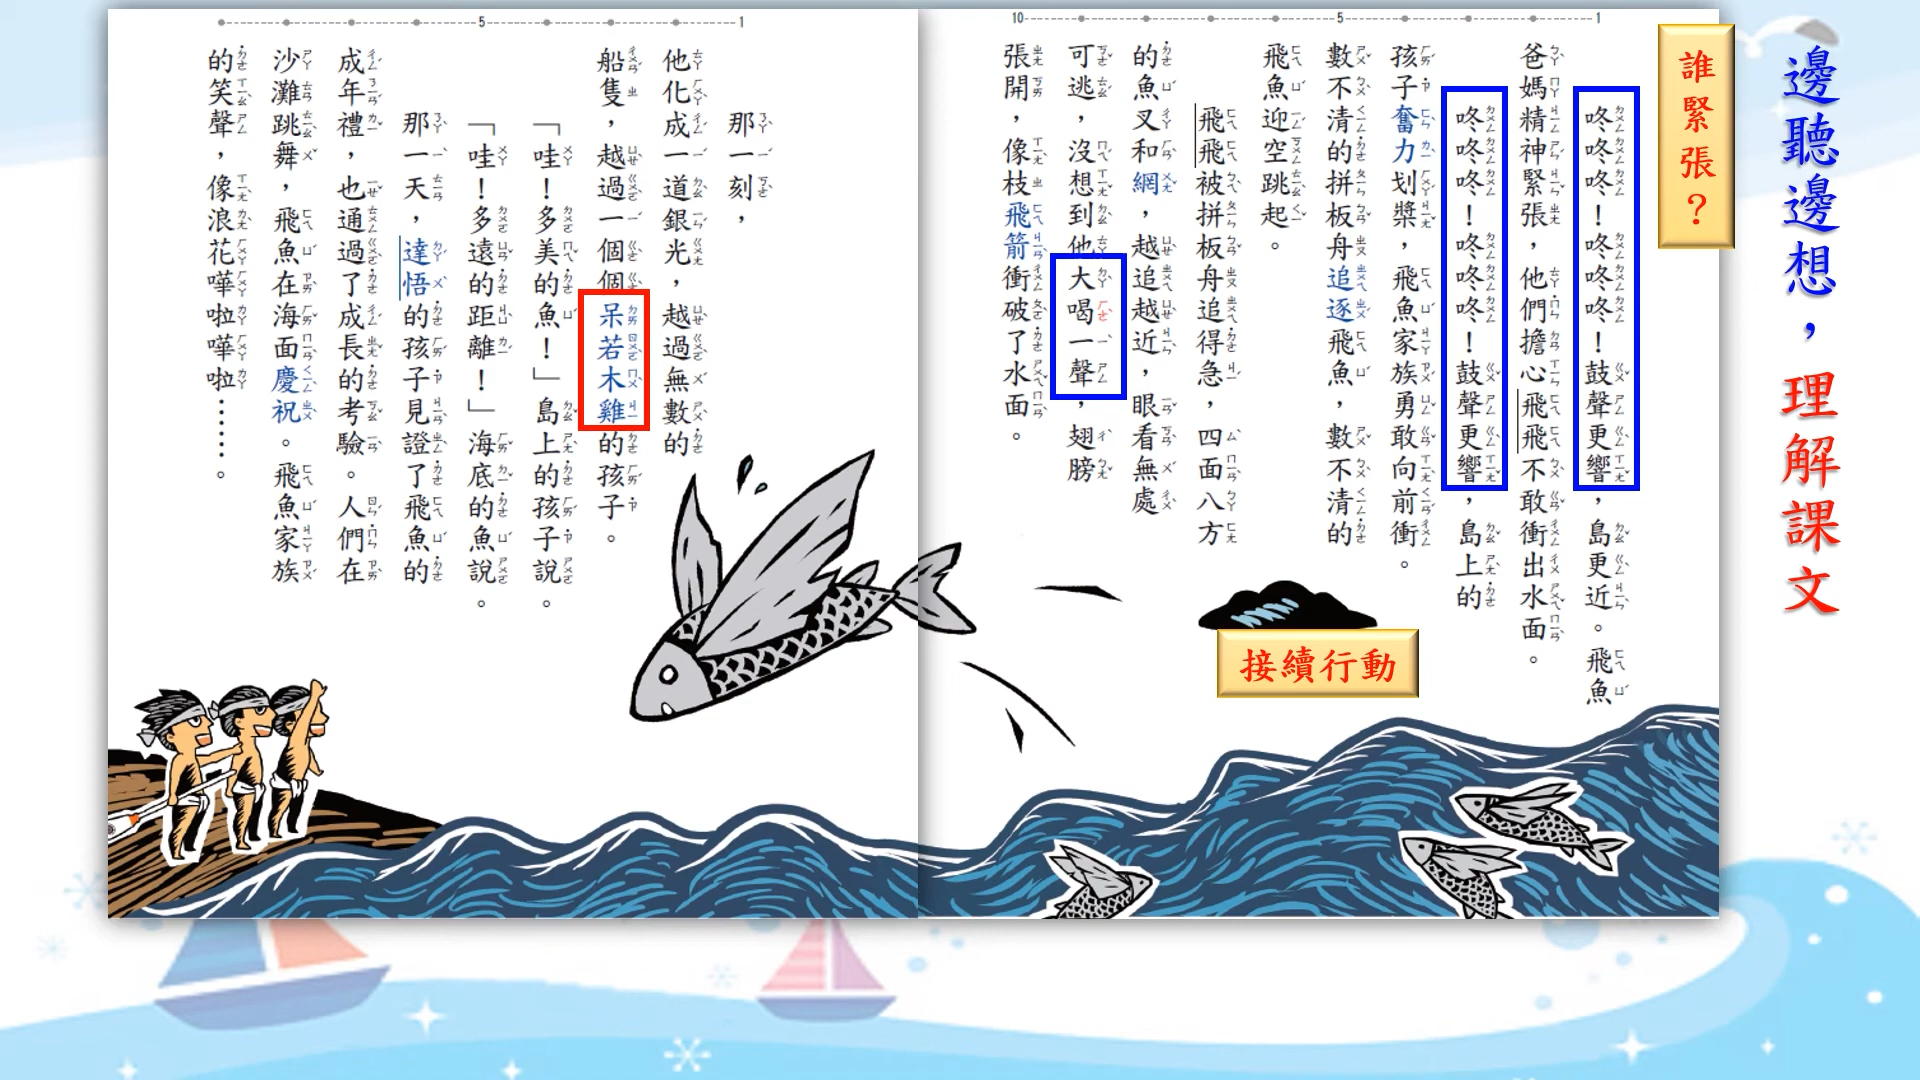 邊聽邊想，理解課文
誰緊張？
1 5 10
咚咚咚！咚咚咚！鼓聲更響，島更近。飛魚
爸媽精神緊張，他們擔心飛飛不敢衝出水面。
咚咚咚！咚咚咚！鼓聲更響，島上的
孩子奮力划槳，飛魚家族勇敢向前衝。
數不清的拼板舟追逐飛魚，數不清的
飛魚迎空跳起。
飛飛被拼板舟追得急，四面八方
的魚叉和網，越追越近，眼看無處
可逃，沒想到他大喝一聲，翅膀
張開，像枝飛箭衝破了水面。
接續行動
1 5
那一刻，
他化成一道銀光，越過無數的
船隻，越過一個個呆若木雞的孩子。
「哇！多美的魚！」島上的孩子說。
「哇！多遠的距離！」海底的魚說。
那一天，達悟的孩子見證了飛魚的
成年禮，也通過了成長的考驗。人們在
沙灘跳舞，飛魚在海面慶祝。飛魚家族
的笑聲，像浪花嘩啦嘩啦……。